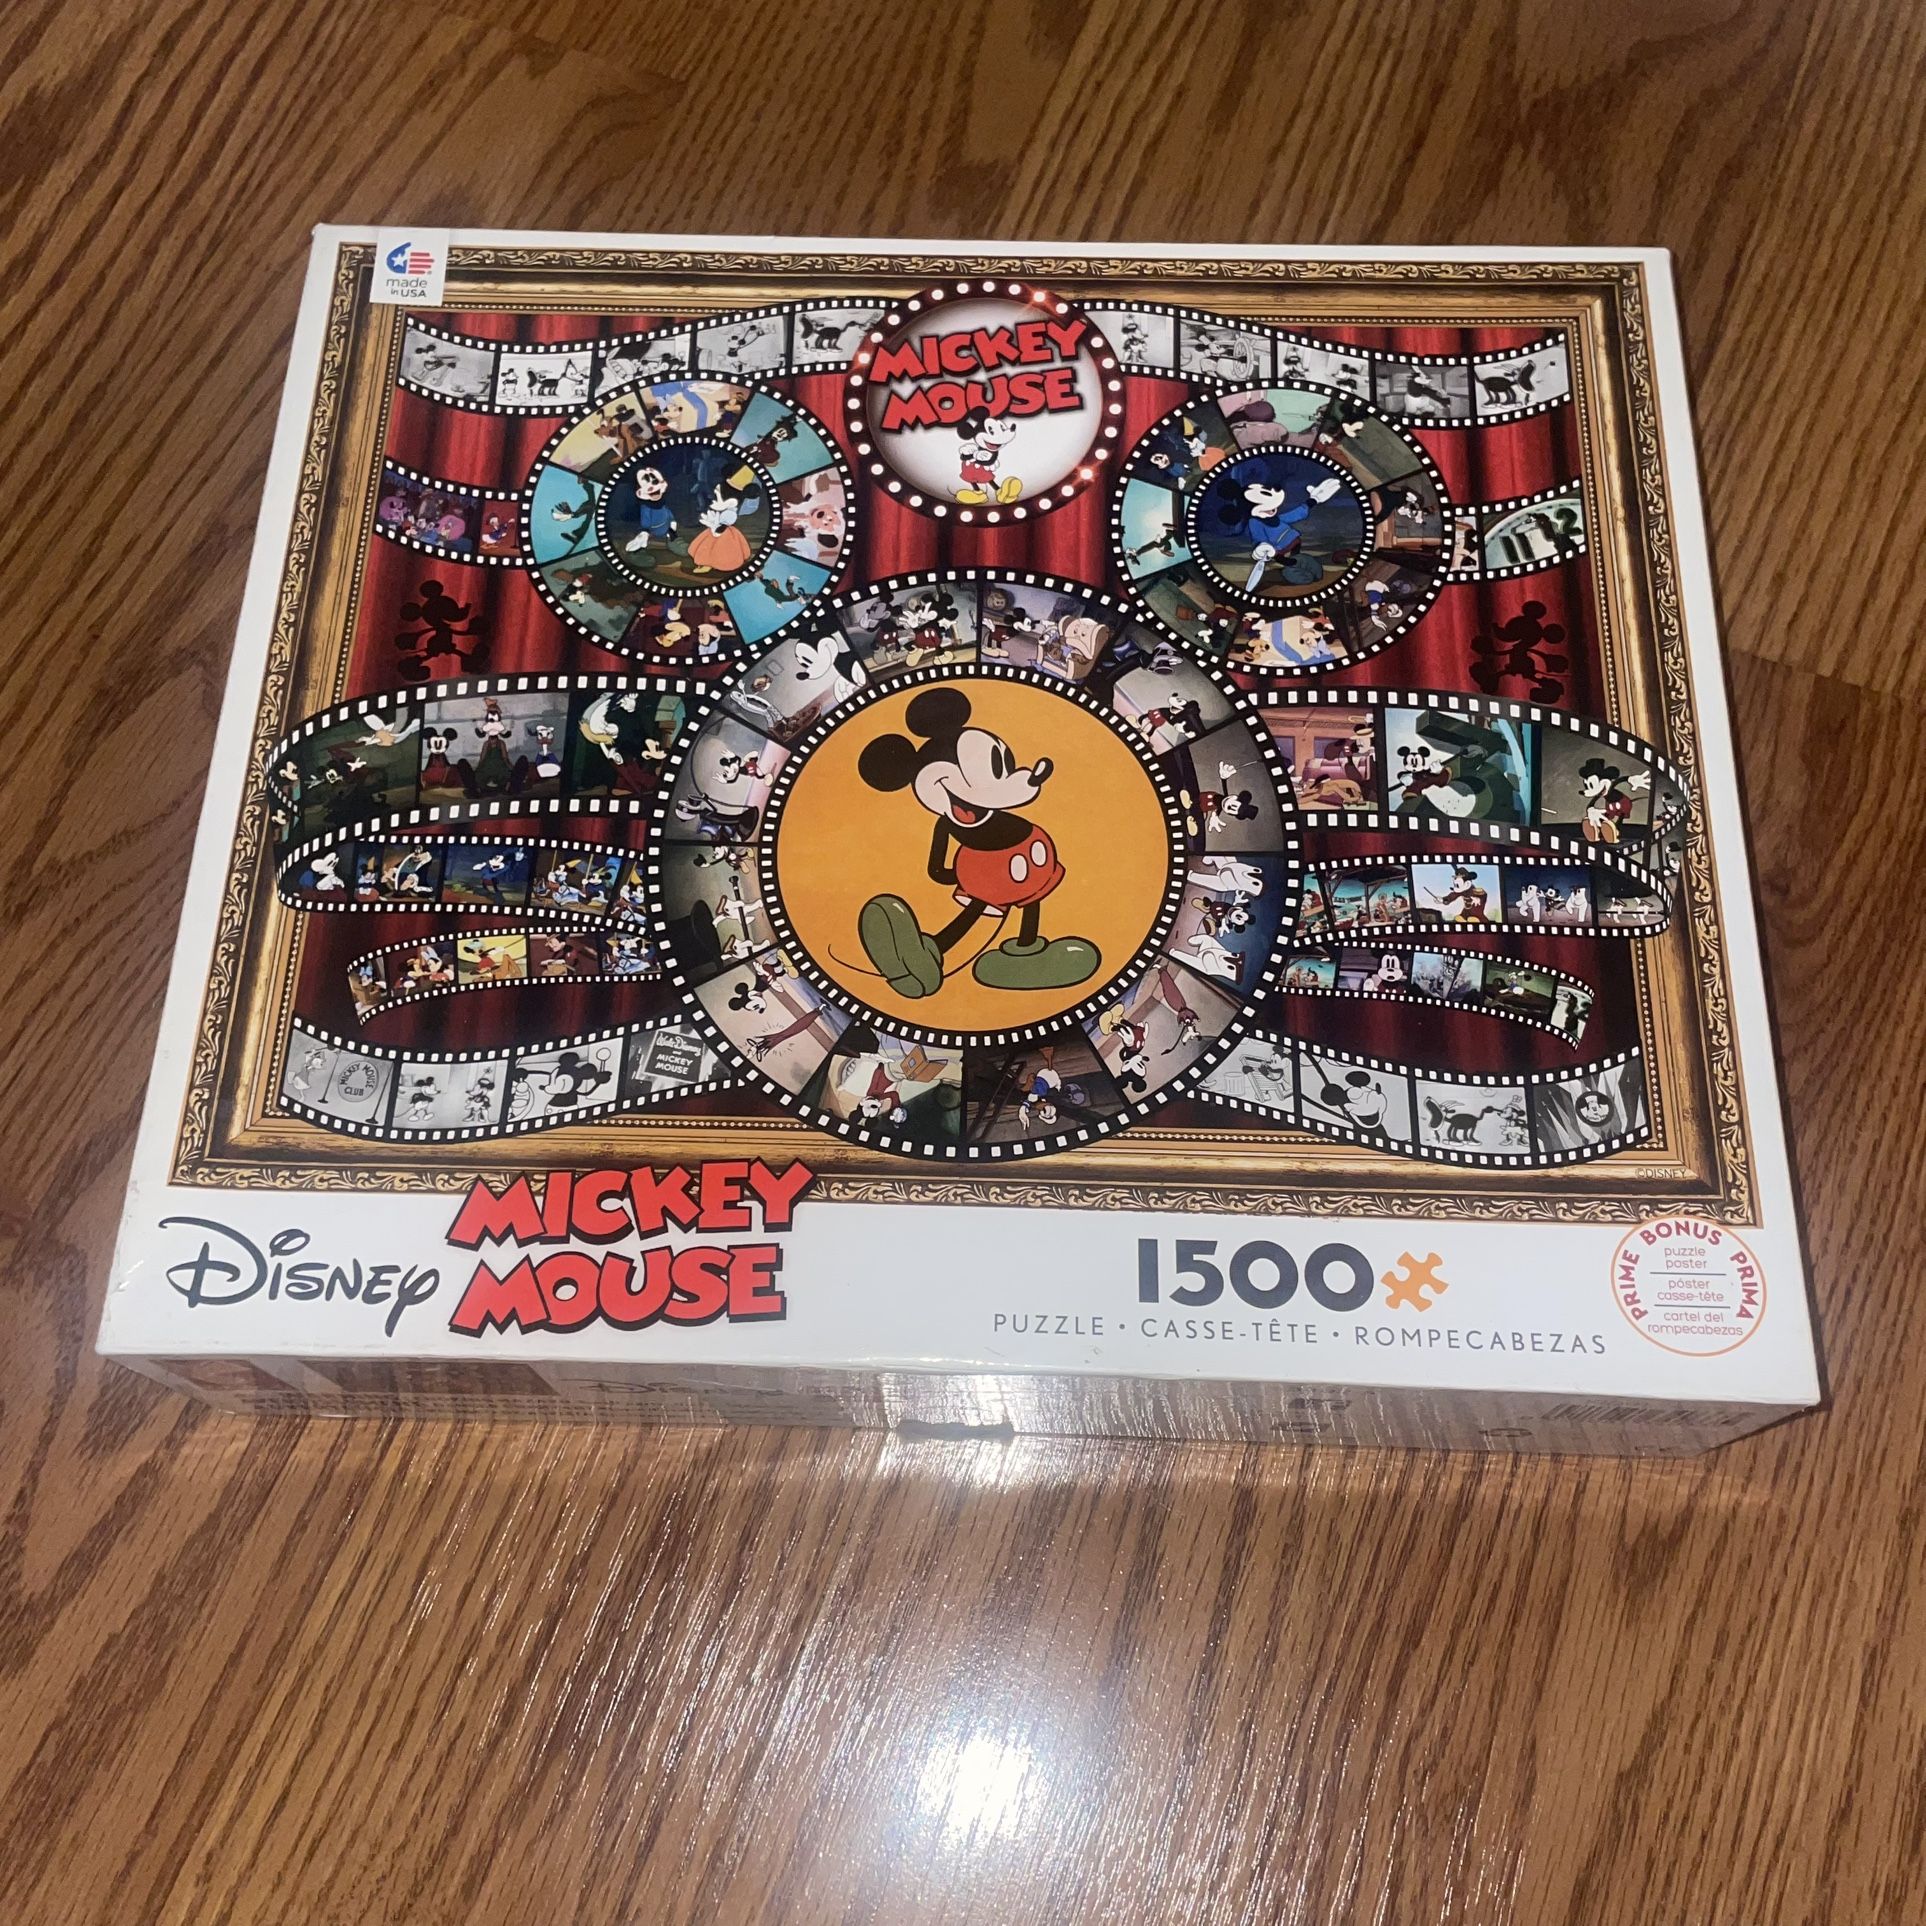 made
in USA
MICKEY
MOUSE
112
MICKEY MOUSE
CLUB
Walt Disney
MICKEY
MOUSE
©DISNEY
DISNEY
MICKEY
MOUSE
1500
PUZZLE • CASSE-TÊTE • ROMPECABEZAS
PRIME BONUS PRIMA
puzzle
poster
póster
casse-tête
cartel del
rompecabezas